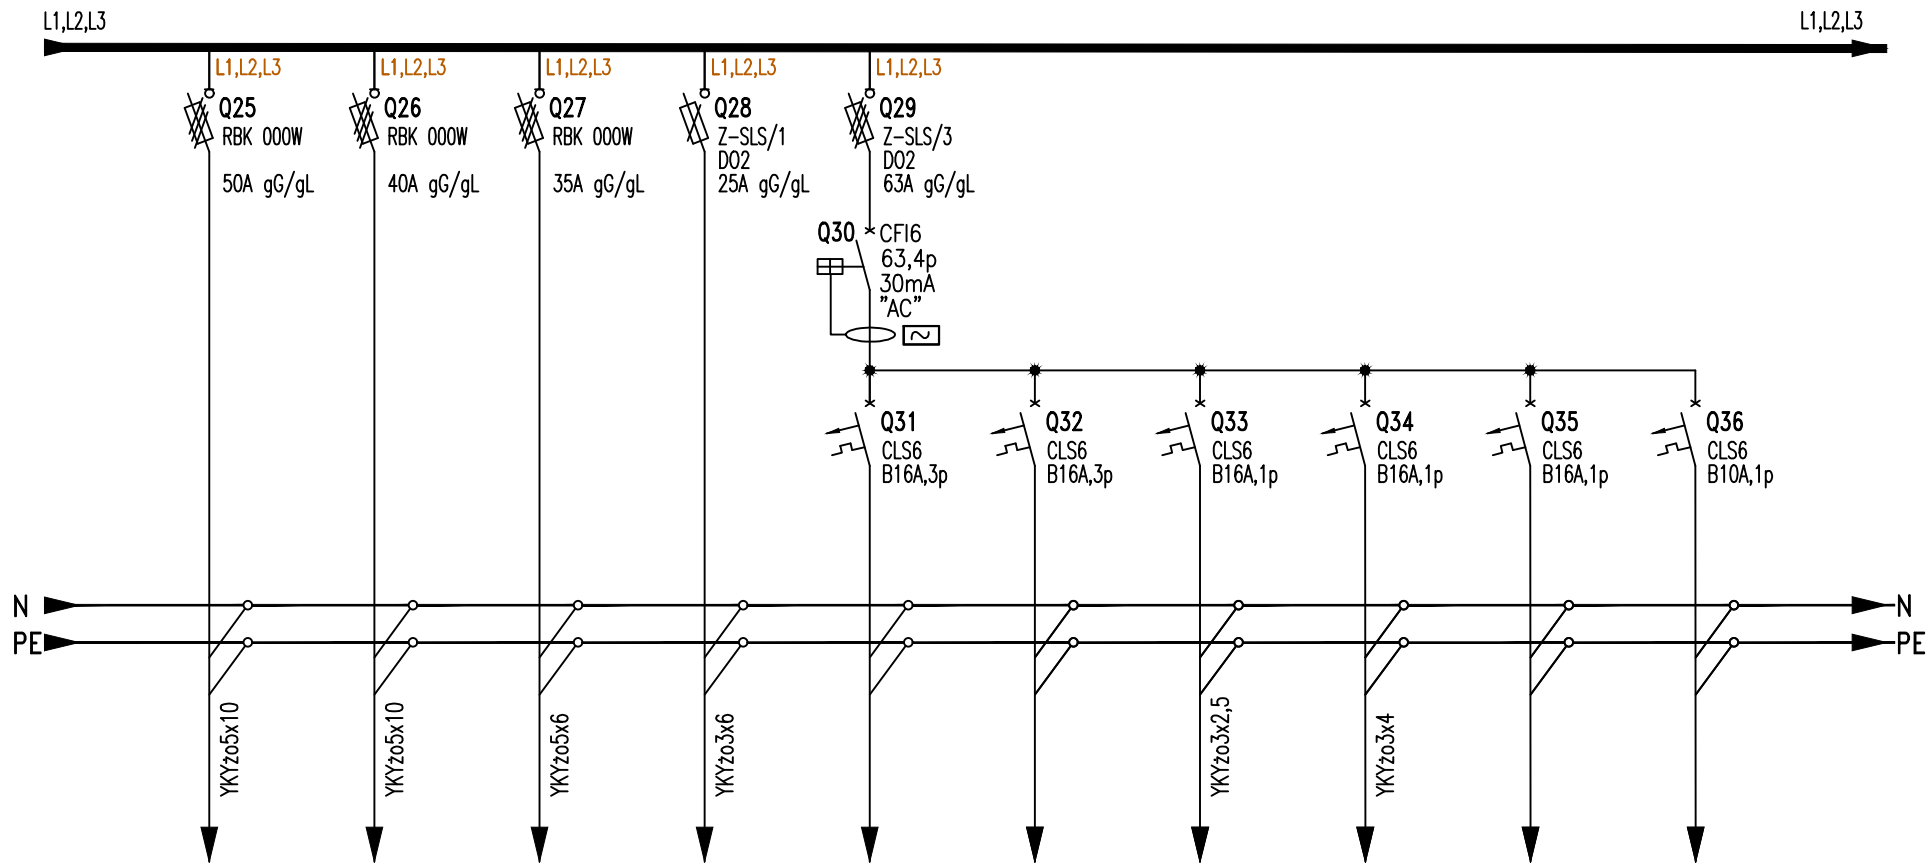 L1,L2,L3
L1,L2,L3
L1,L2,L3
Q25
RBK 000W
50A gG/gL
L1,L2,L3
Q26
RBK 000W
40A gG/gL
L1,L2,L3
Q27
RBK 000W
35A gG/gL
L1,L2,L3
Q28
Z-SLS/1
D02
25A gG/gL
L1,L2,L3
Q29
Z-SLS/3
D02
63A gG/gL
Q30
CFI6
63,4p
30mA
"AC"
~
Q31
CLS6
B16A,3p
Q32
CLS6
B16A,3p
Q33
CLS6
B16A,1p
Q34
CLS6
B16A,1p
Q35
CLS6
B16A,1p
Q36
CLS6
B10A,1p
N
N
PE
PE
YKYżo5x10
YKYżo5x10
YKYżo5x6
YKYżo3x6
YKYżo3x2,5
YKYżo3x4